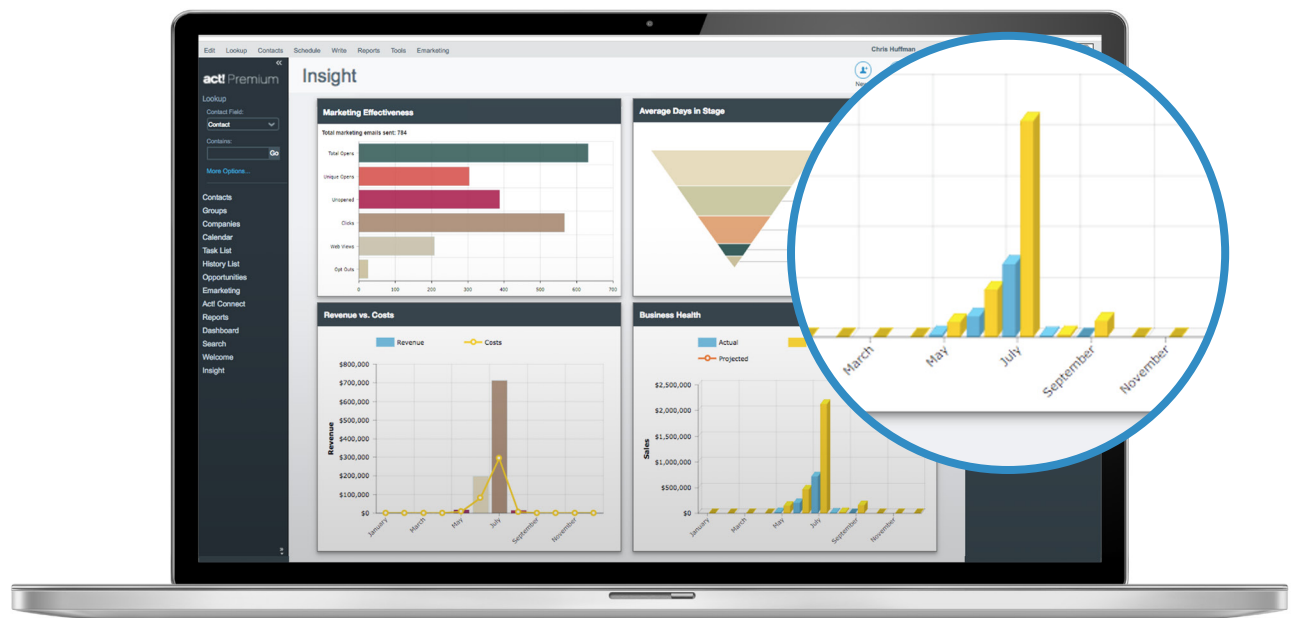 Edit Lookup Contacts Schedule Write Reports Tools Emarketing
Chris Huffman
«
act! Premium
Insight
Lookup
Contact Field:
Contact
Contains:
Go
More Options...
Contacts
Groups
Companies
Calendar
Task List
History List
Opportunities
Emarketing
Act! Connect
Reports
Dashboard
Search
Welcome
Insight
Marketing Effectiveness
Total marketing emails sent: 784
Total Opens
Unique Opens
Unopened
Clicks
Web Views
Opt Outs
0 100 200 300 400 500 600 700
Average Days in Stage
Revenue vs. Costs
Revenue Costs
$800,000
$700,000
$600,000
$500,000
$400,000
$300,000
$200,000
$100,000
$0
Revenue
January March May July September November
Business Health
Actual
Projected
$2,500,000
$2,000,000
$1,500,000
$1,000,000
$500,000
$0
Sales
January March May July September November
March May July September November